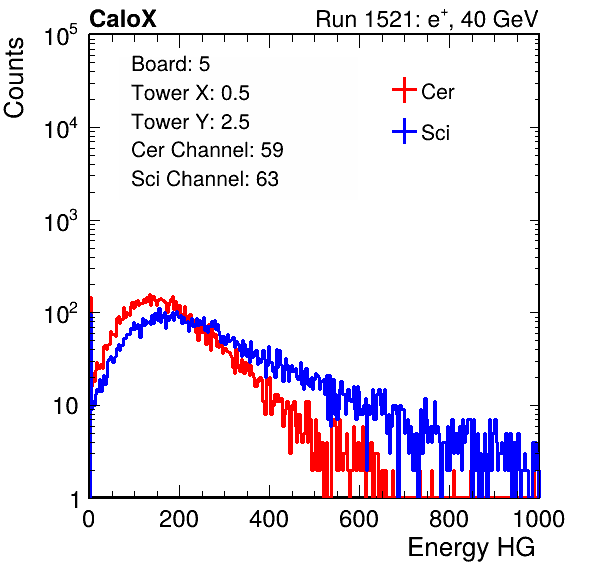 CaloX Run 1521: e⁺, 40 GeV
Counts
Board: 5
Tower X: 0.5
Tower Y: 2.5
Cer Channel: 59
Sci Channel: 63
Cer
Sci
10⁵
10⁴
10³
10²
10
1
0 200 400 600 800 1000
Energy HG